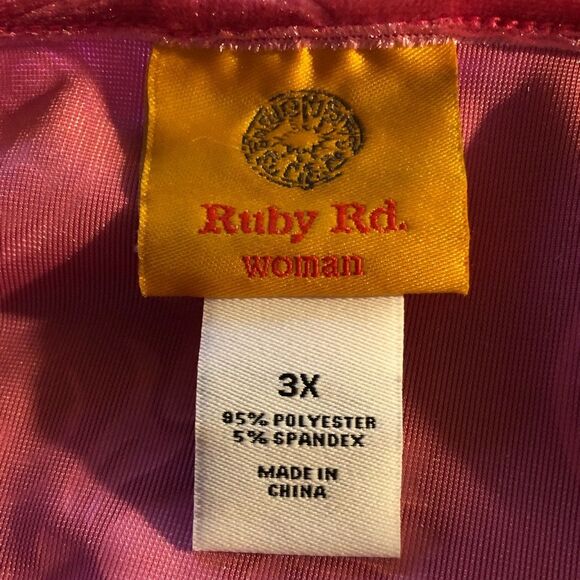 Ruby Rd.
woman
3X
95% POLYESTER
5% SPANDEX
MADE IN
CHINA